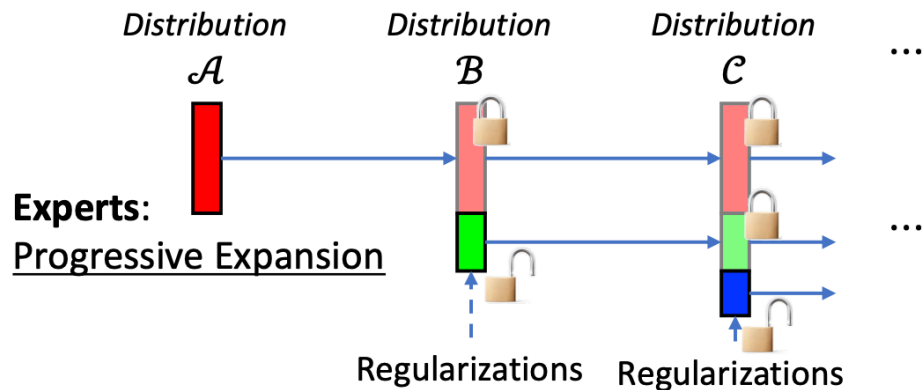 Distribution Distribution Distribution ...
𝒜 ℬ 𝒞
Experts:
Progressive Expansion
...
Regularizations Regularizations